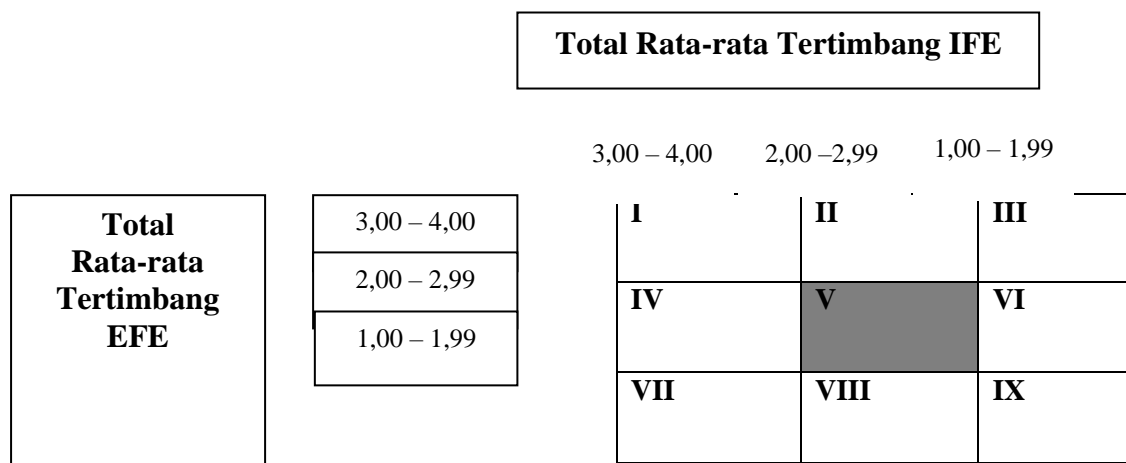 Total Rata-rata Tertimbang IFE
3,00 – 4,00 2,00 –2,99 1,00 – 1,99
Total
Rata-rata
Tertimbang
EFE
3,00 – 4,00
2,00 – 2,99
1,00 – 1,99
I II III
IV V VI
VII VIII IX